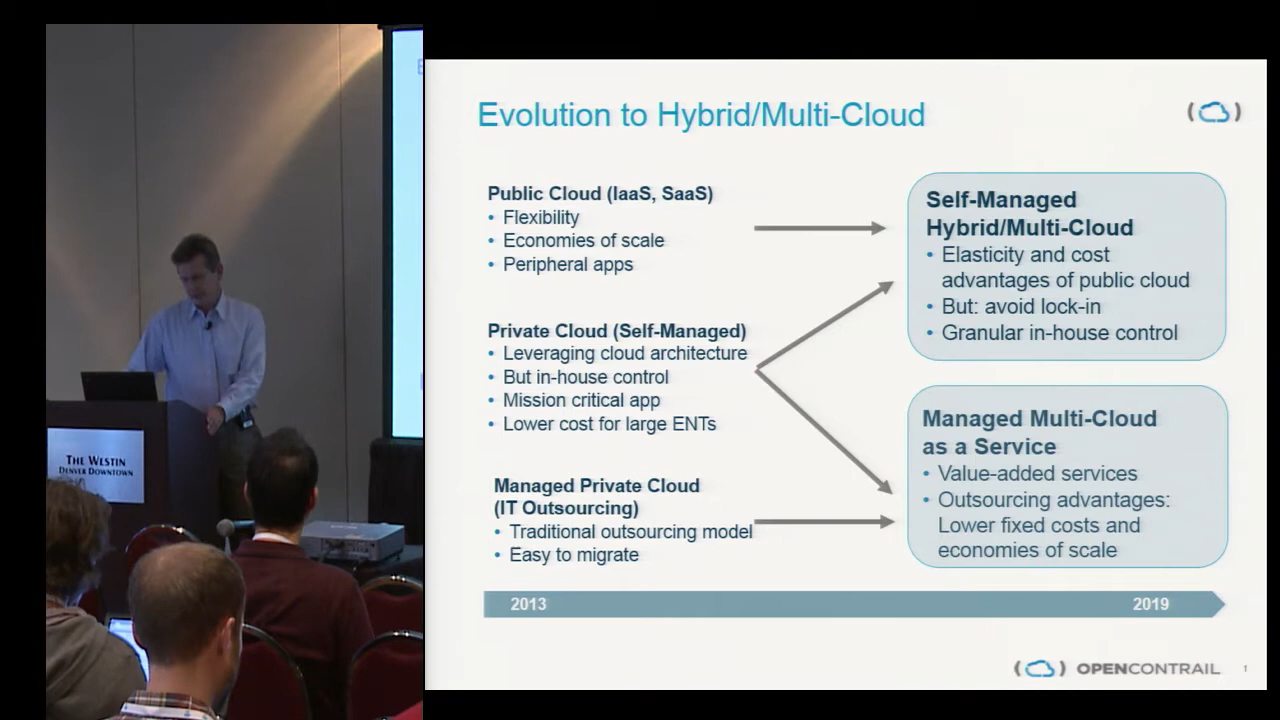 THE WESTIN
DENVER DOWNTOWN
Evolution to Hybrid/Multi-Cloud
Public Cloud (IaaS, SaaS)
• Flexibility
• Economies of scale
• Peripheral apps
Private Cloud (Self-Managed)
• Leveraging cloud architecture
• But in-house control
• Mission critical app
• Lower cost for large ENTs
Managed Private Cloud
(IT Outsourcing)
• Traditional outsourcing model
• Easy to migrate
Self-Managed
Hybrid/Multi-Cloud
• Elasticity and cost
advantages of public cloud
• But: avoid lock-in
• Granular in-house control
Managed Multi-Cloud
as a Service
• Value-added services
• Outsourcing advantages:
Lower fixed costs and
economies of scale
2013
2019
OPENCONTRAIL
1